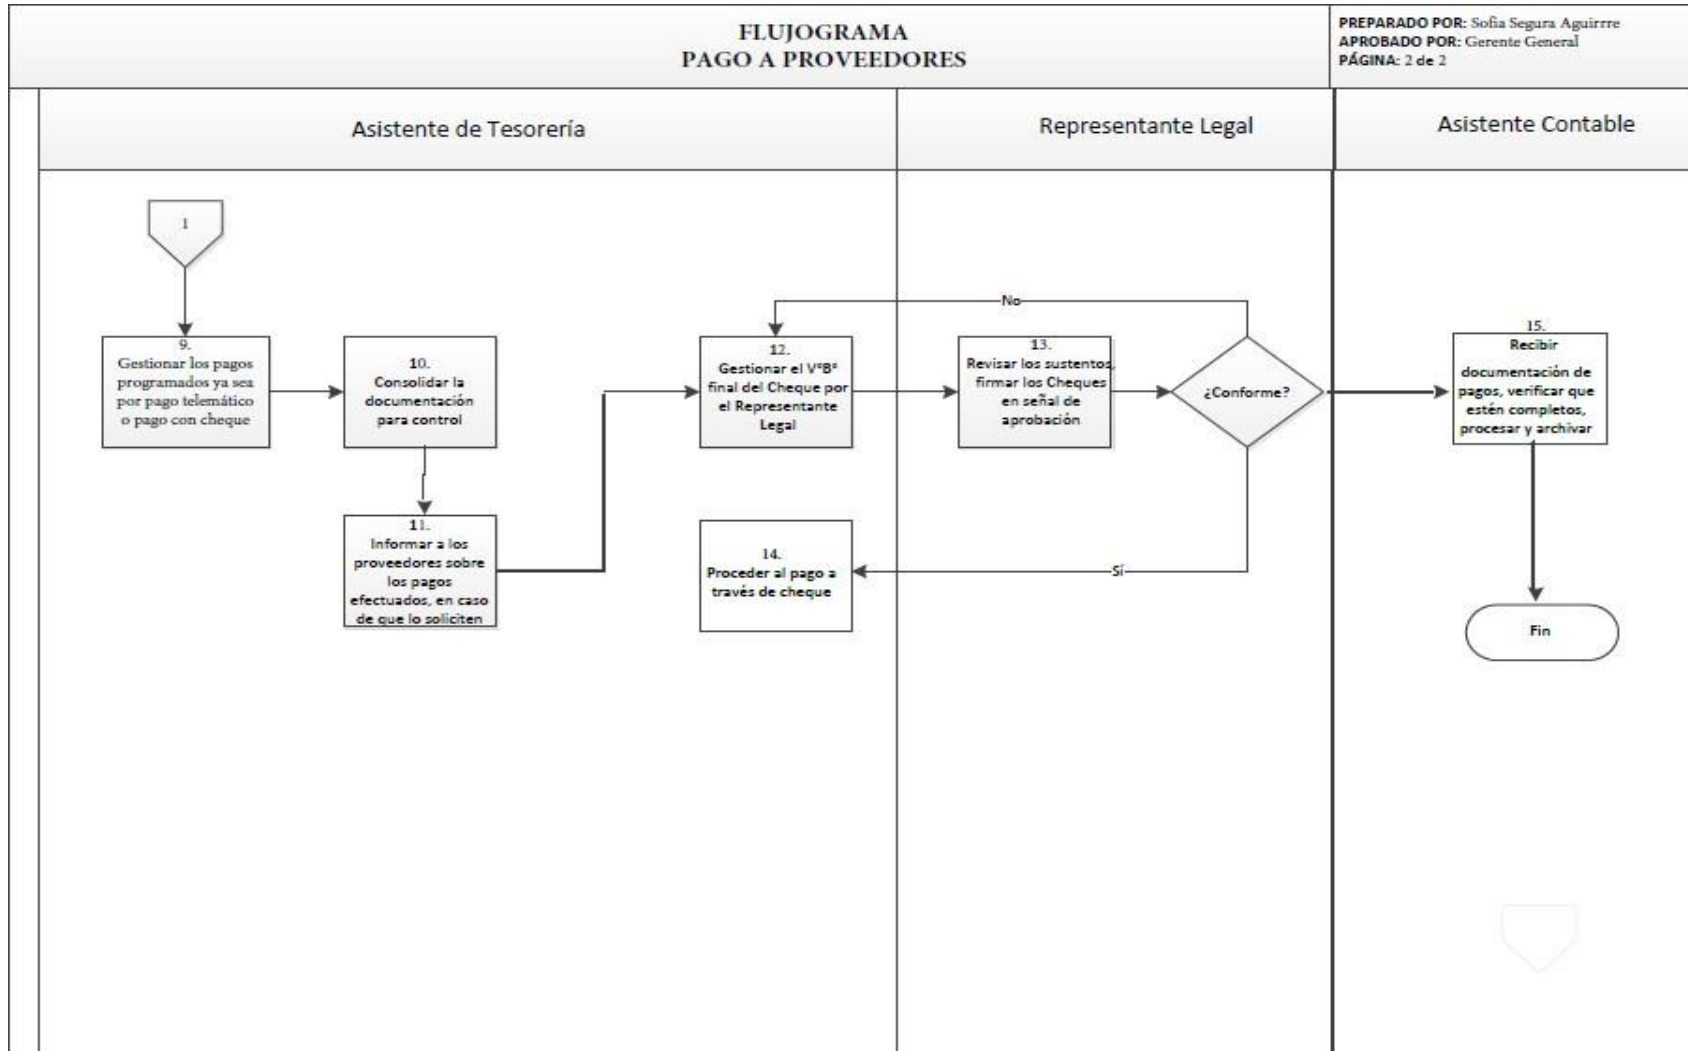 FLUJOGRAMA
PAGO A PROVEEDORES
PREPARADO POR: Sofia Segura Aguirrre
APROBADO POR: Gerente General
PÁGINA: 2 de 2
Asistente de Tesorería
Representante Legal
Asistente Contable
1
9.
Gestionar los pagos
programados ya sea
por pago telemático
o pago con cheque
10.
Consolidar la
documentación
para control
11.
Informar a los
proveedores sobre
los pagos
efectuados, en caso
de que lo soliciten
12.
Gestionar el V°B°
final del Cheque por
el Representante
Legal
13.
Revisar los sustentos,
firmar los Cheques
en señal de
aprobación
¿Conforme?
No
Sí
14.
Proceder al pago a
través de cheque
15.
Recibir
documentación de
pagos, verificar que
estén completos,
procesar y archivar
Fin